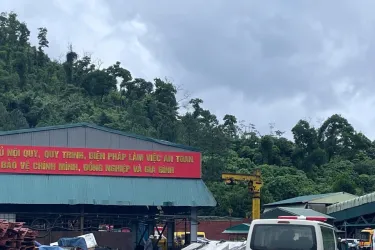 Ủ NỘI QUY, QUY TRÌNH, BIỆN PHÁP LÀM VIỆC AN TOÀN
BẢO VỆ CHÍNH MÌNH, ĐỒNG NGHIỆP VÀ GIA ĐÌNH